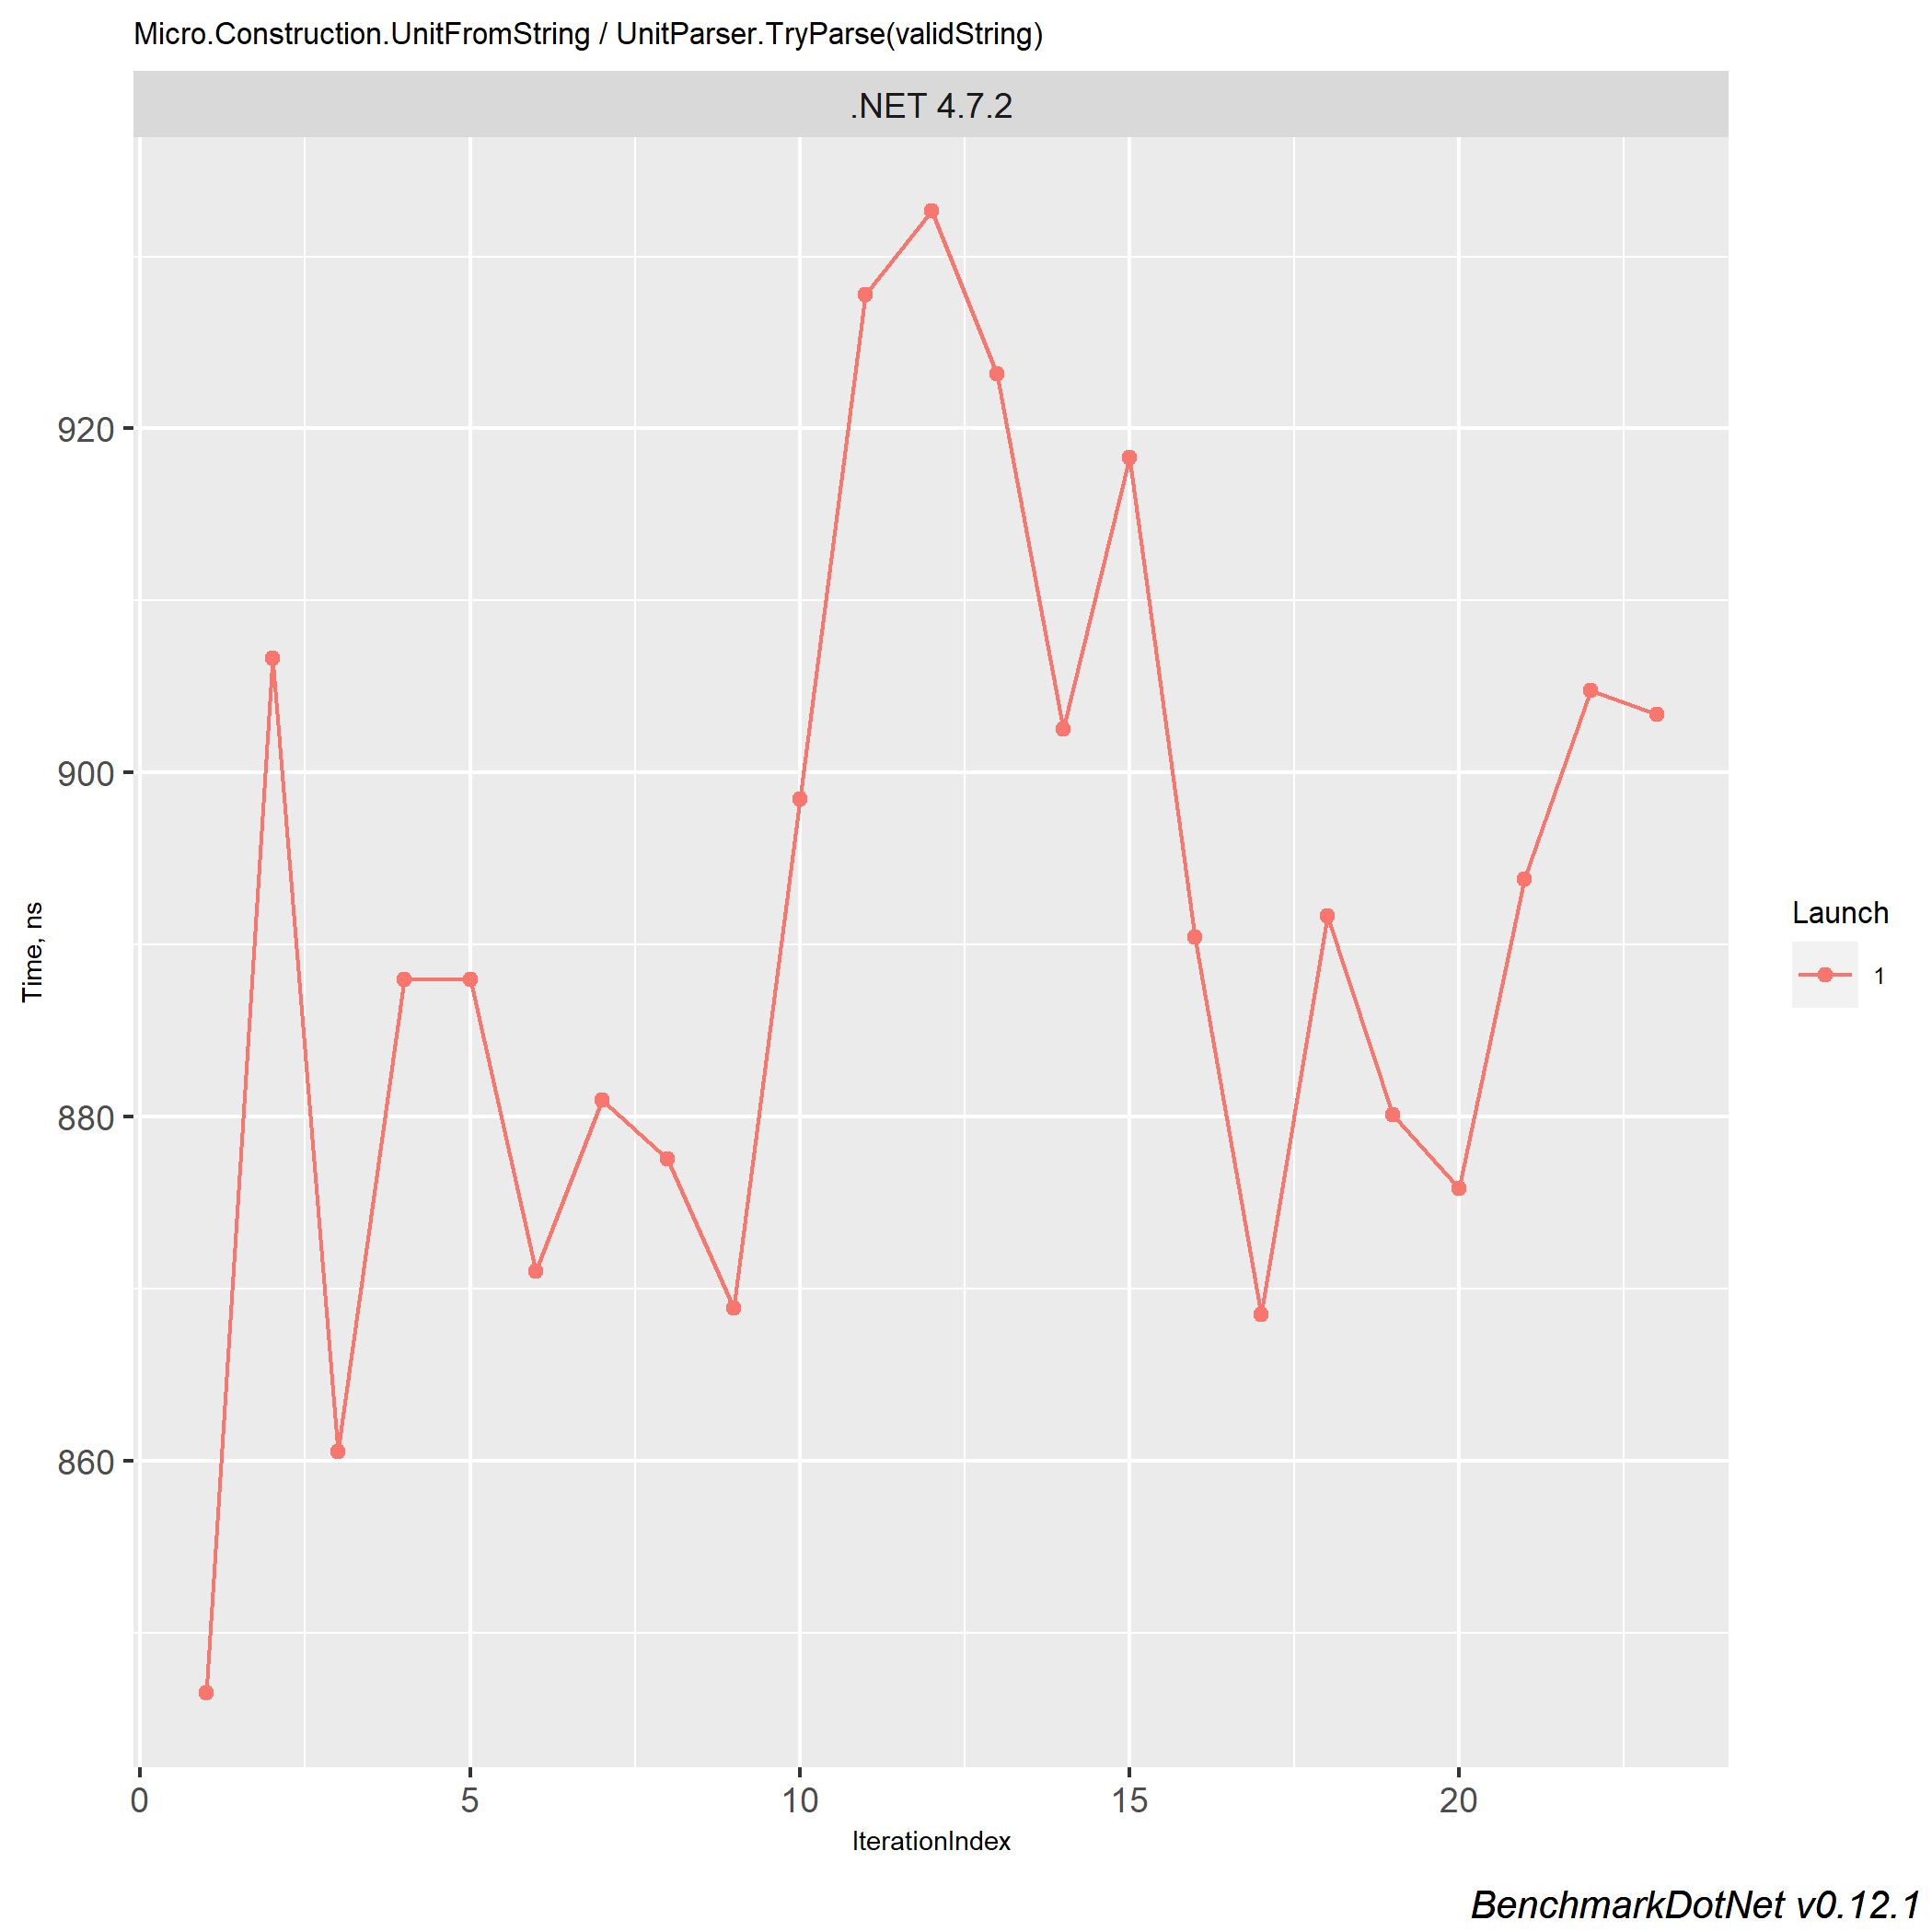 Micro.Construction.UnitFromString / UnitParser.TryParse(validString)
.NET 4.7.2
920
900
880
860
Time, ns
0 5 10 15 20
IterationIndex
Launch
1
BenchmarkDotNet v0.12.1